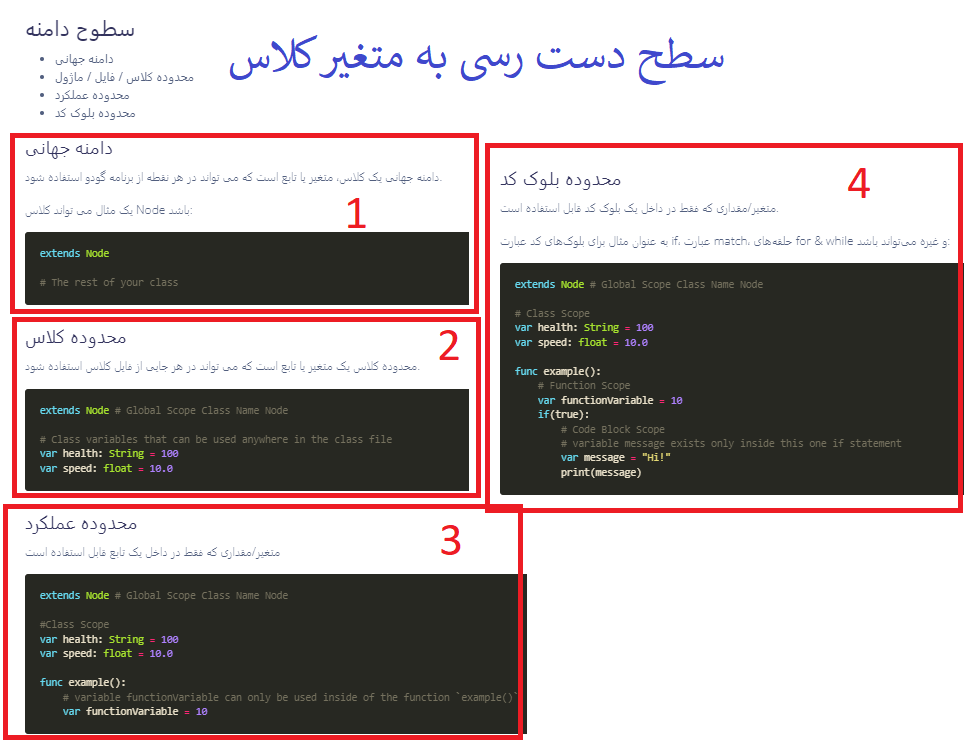 سطوح دامنه
سطح دست رسی به متغیر کلاس
• دامنه جهانی
• محدوده کلاس / فایل / ماژول
• محدوده عملکرد
• محدوده بلوک کد
دامنه جهانی
1
دامنه جهانی یک کلاس، متغیر یا تابع است که می تواند در هر نقطه از برنامه گودو استفاده شود.
یک مثال می تواند کلاس Node باشد:
extends Node
# The rest of your class
محدوده کلاس
2
محدوده کلاس یک متغیر یا تابع است که می تواند در هر جایی از فایل کلاس استفاده شود.
extends Node # Global Scope Class Name Node
# Class variables that can be used anywhere in the class file
var health: String = 100
var speed: float = 10.0
محدوده عملکرد
3
متغیر/مقداری که فقط در داخل یک تابع قابل استفاده است
extends Node # Global Scope Class Name Node
#Class Scope
var health: String = 100
var speed: float = 10.0
func example():
# variable functionVariable can only be used inside of the function `example()`
var functionVariable = 10
محدوده بلوک کد
4
متغیر/مقداری که فقط در داخل یک بلوک کد قابل استفاده است.
به عنوان مثال برای بلوک‌های کد عبارت if، عبارت match، حلقه‌های for & while و غیره می‌تواند باشد:
extends Node # Global Scope Class Name Node
# Class Scope
var health: String = 100
var speed: float = 10.0
func example():
# Function Scope
var functionVariable = 10
if(true):
# Code Block Scope
# variable message exists only inside this one if statement
var message = "Hi!"
print(message)